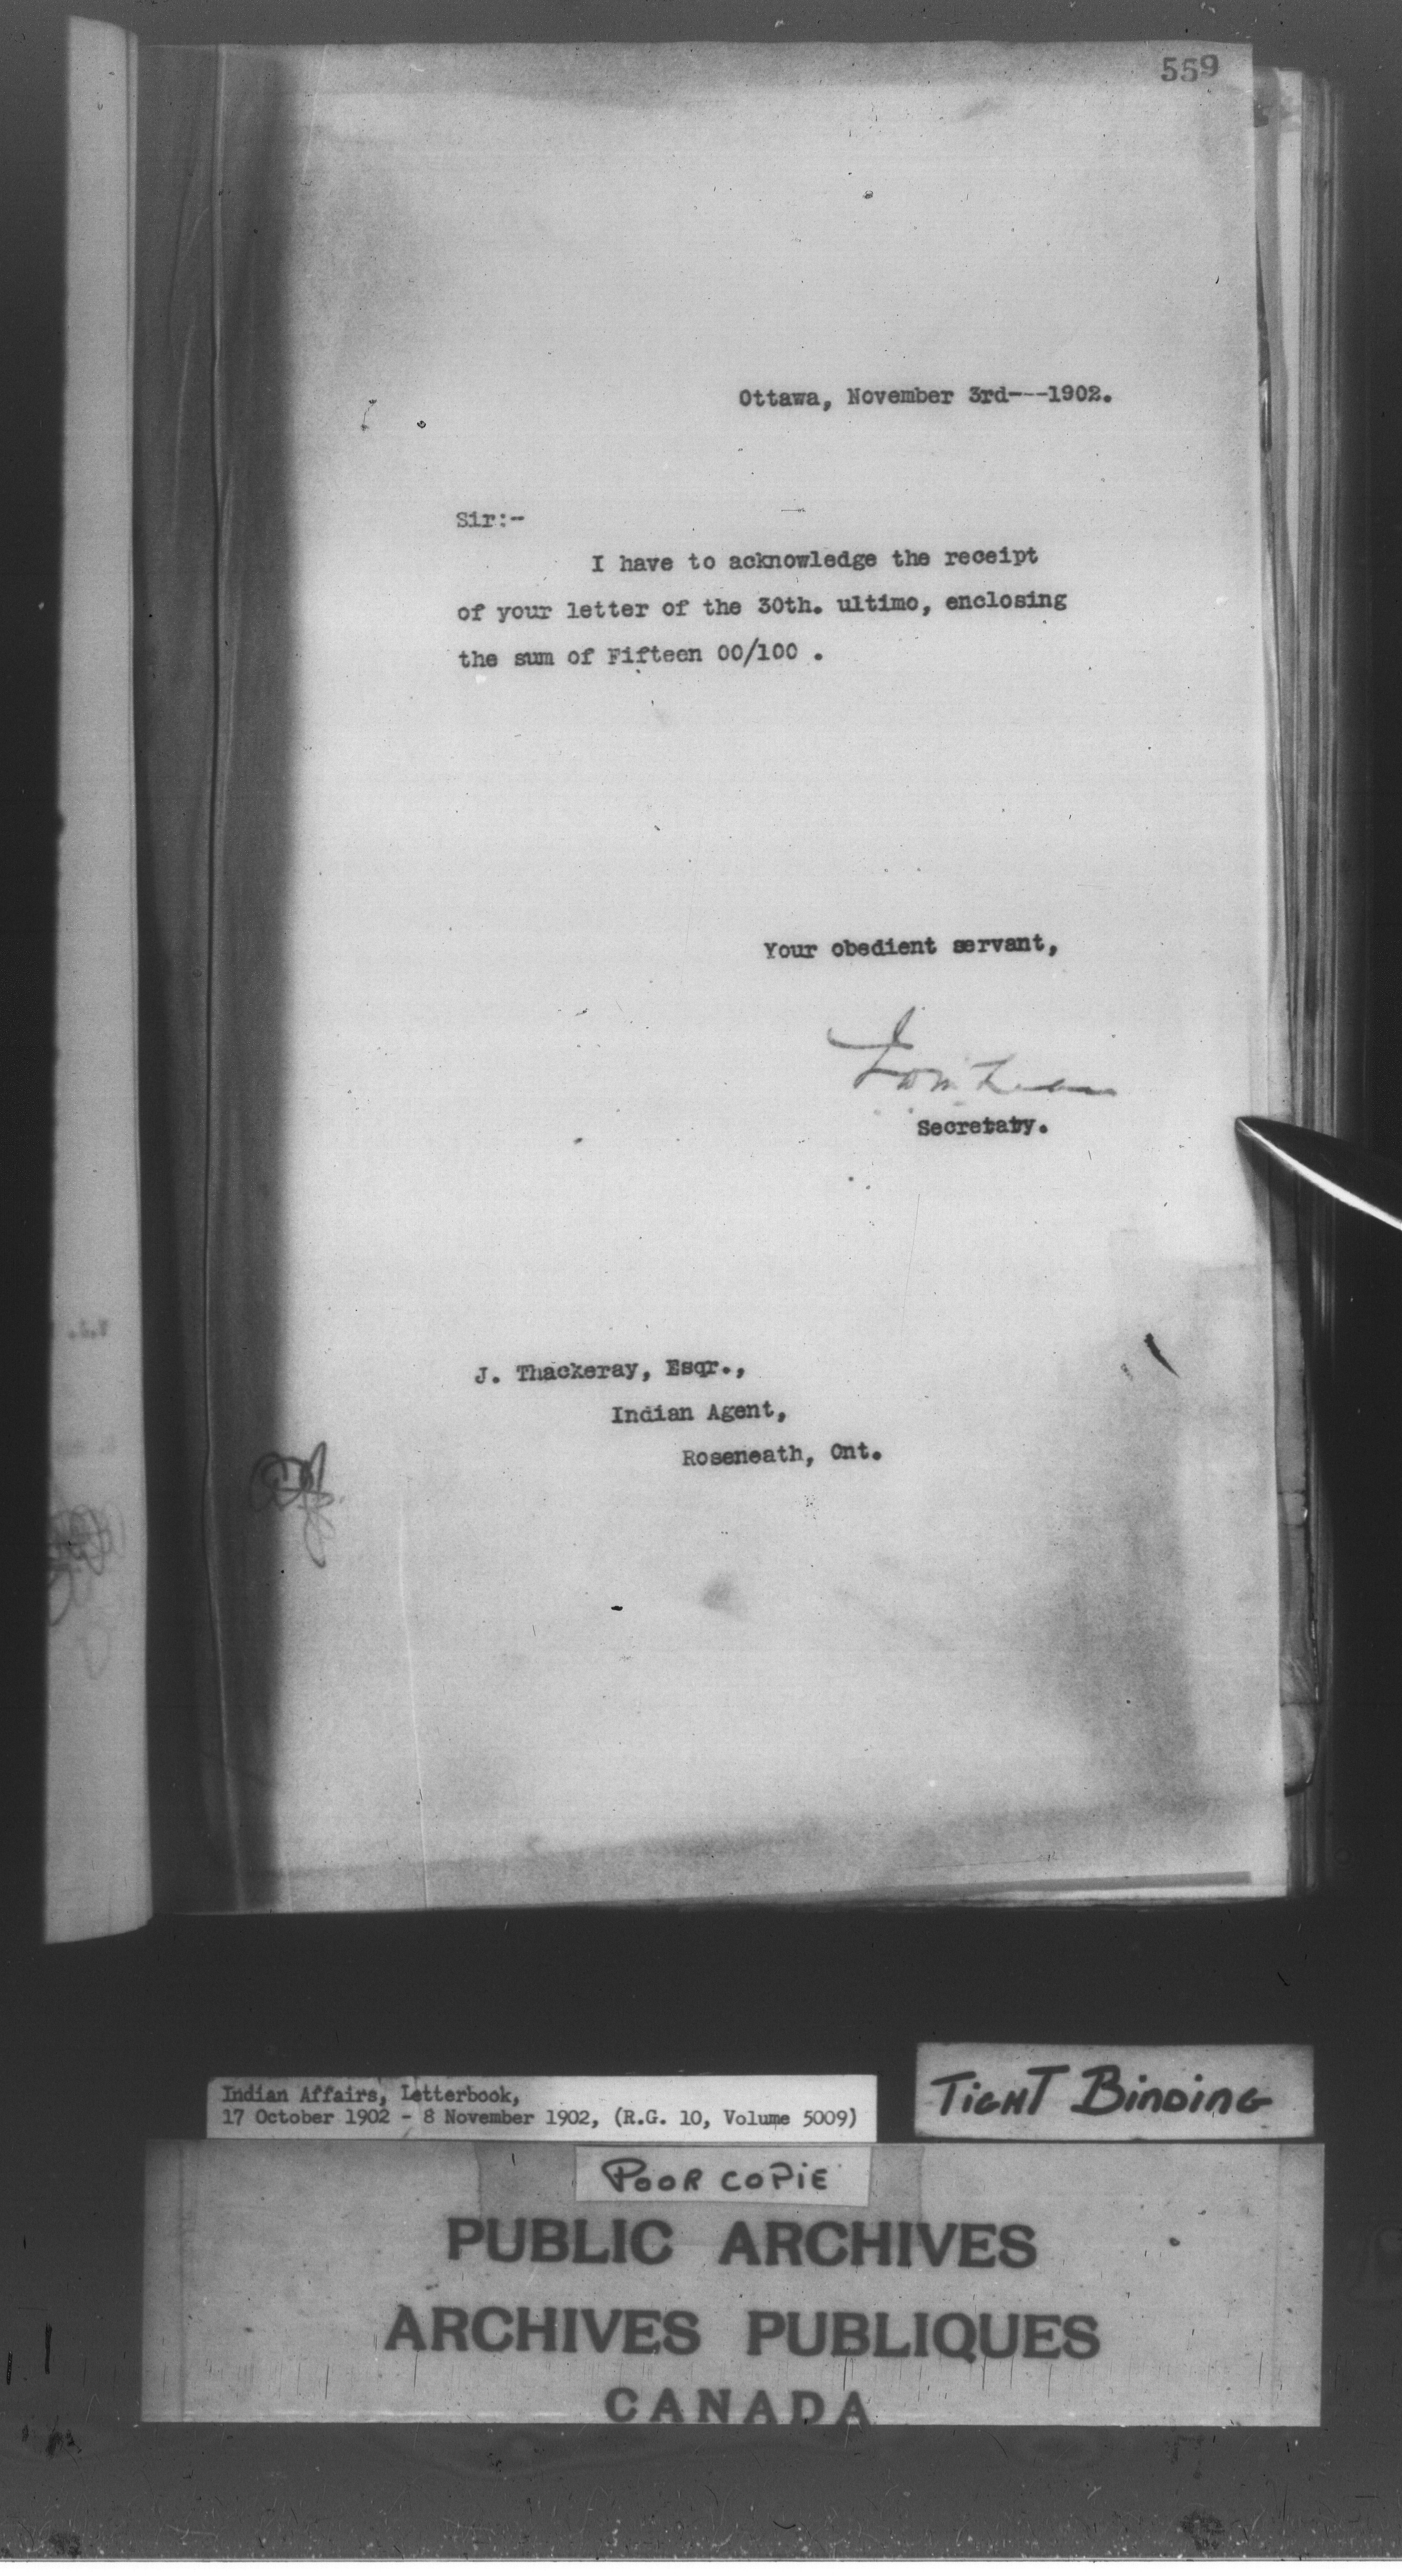 559
Ottawa, November 3rd---1902.
Sir:-
I have to acknowledge the receipt
of your letter of the 30th. ultimo, enclosing
the sum of Fifteen 00/100 .
Your obedient servant,
Secretaty.
J. Thackeray, Esqr.,
Indian Agent,
Roseneath, Ont.
Indian Affairs, Letterbook,
17 October 1902 - 8 November 1902, (R.G. 10, Volume 5009)
TIGHT BINDING
POOR COPIE
PUBLIC ARCHIVES
ARCHIVES PUBLIQUES
CANADA